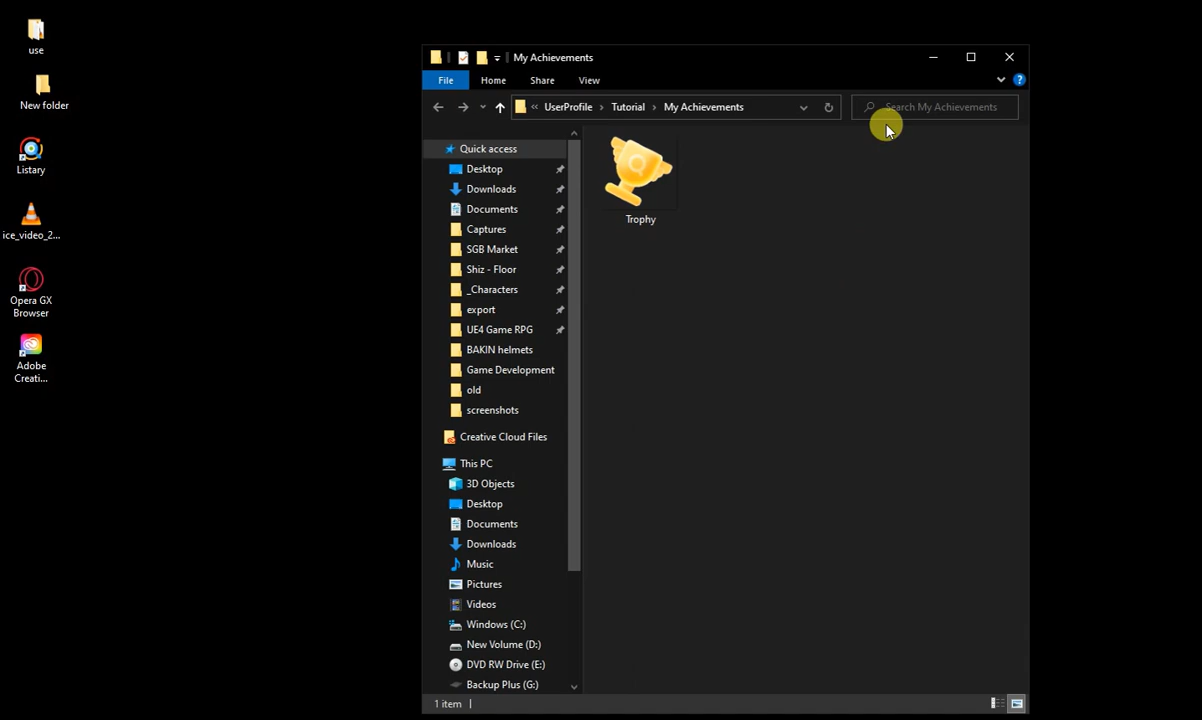 use
New folder
Listary
ice_video_2...
Opera GX
Browser
Adobe
Creati...
My Achievements
File Home Share View
UserProfile > Tutorial > My Achievements
Search My Achievements
Quick access
Desktop
Downloads
Documents
Captures
SGB Market
Shiz - Floor
_Characters
export
UE4 Game RPG
BAKIN helmets
Game Development
old
screenshots
Creative Cloud Files
This PC
3D Objects
Desktop
Documents
Downloads
Music
Pictures
Videos
Windows (C:)
New Volume (D:)
DVD RW Drive (E:)
Backup Plus (G:)
Trophy
1 item